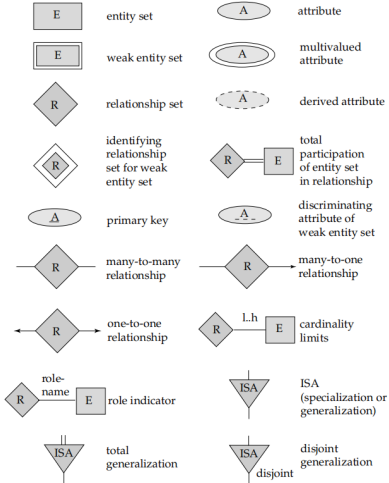 E
entity set
A
attribute
E
weak entity set
A
multivalued
attribute
R
relationship set
A
derived attribute
R
identifying
relationship
set for weak
entity set
R
E
total
participation
of entity set
in relationship
A
primary key
A
discriminating
attribute of
weak entity set
R
many-to-many
relationship
R
many-to-one
relationship
R
one-to-one
relationship
R
l..h
E
cardinality
limits
R
role-
name
E
role indicator
ISA
ISA
(specialization or
generalization)
ISA
total
generalization
ISA
disjoint
disjoint
generalization